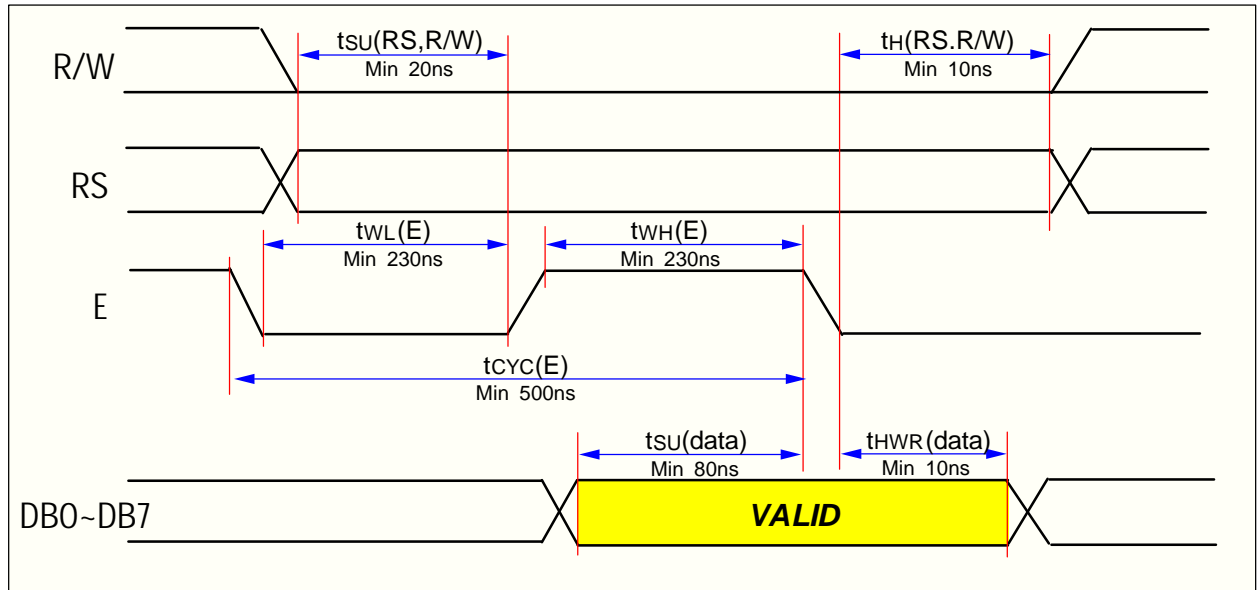 tSU(RS,R/W)
Min 20ns
tH(RS.R/W)
Min 10ns
R/W
RS
tWL(E)
Min 230ns
tWH(E)
Min 230ns
E
tCYC(E)
Min 500ns
tSU(data)
Min 80ns
tHWR(data)
Min 10ns
DB0~DB7
VALID